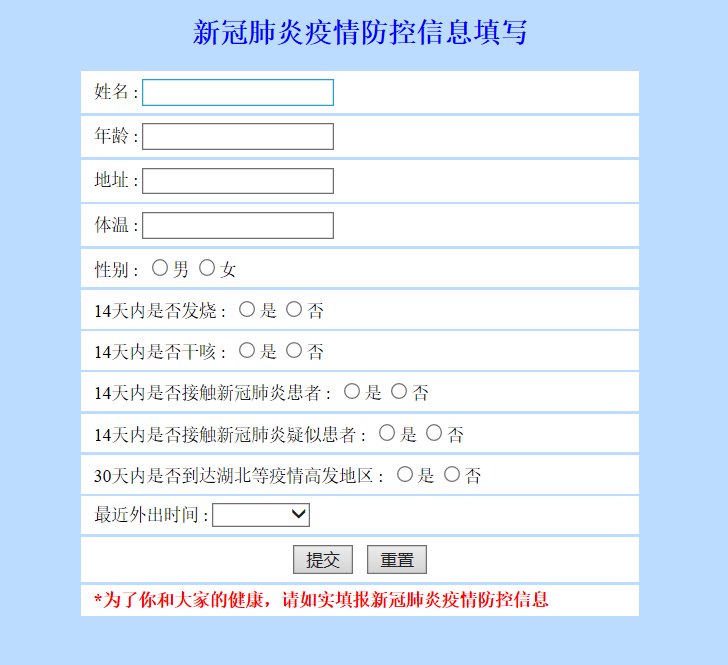 新冠肺炎疫情防控信息填写
姓名 :
年龄 :
地址 :
体温 :
性别 : 男 女
14天内是否发烧 : 是 否
14天内是否干咳 : 是 否
14天内是否接触新冠肺炎患者 : 是 否
14天内是否接触新冠肺炎疑似患者 : 是 否
30天内是否到达湖北等疫情高发地区 : 是 否
最近外出时间 :
提交 重置
*为了你和大家的健康，请如实填报新冠肺炎疫情防控信息